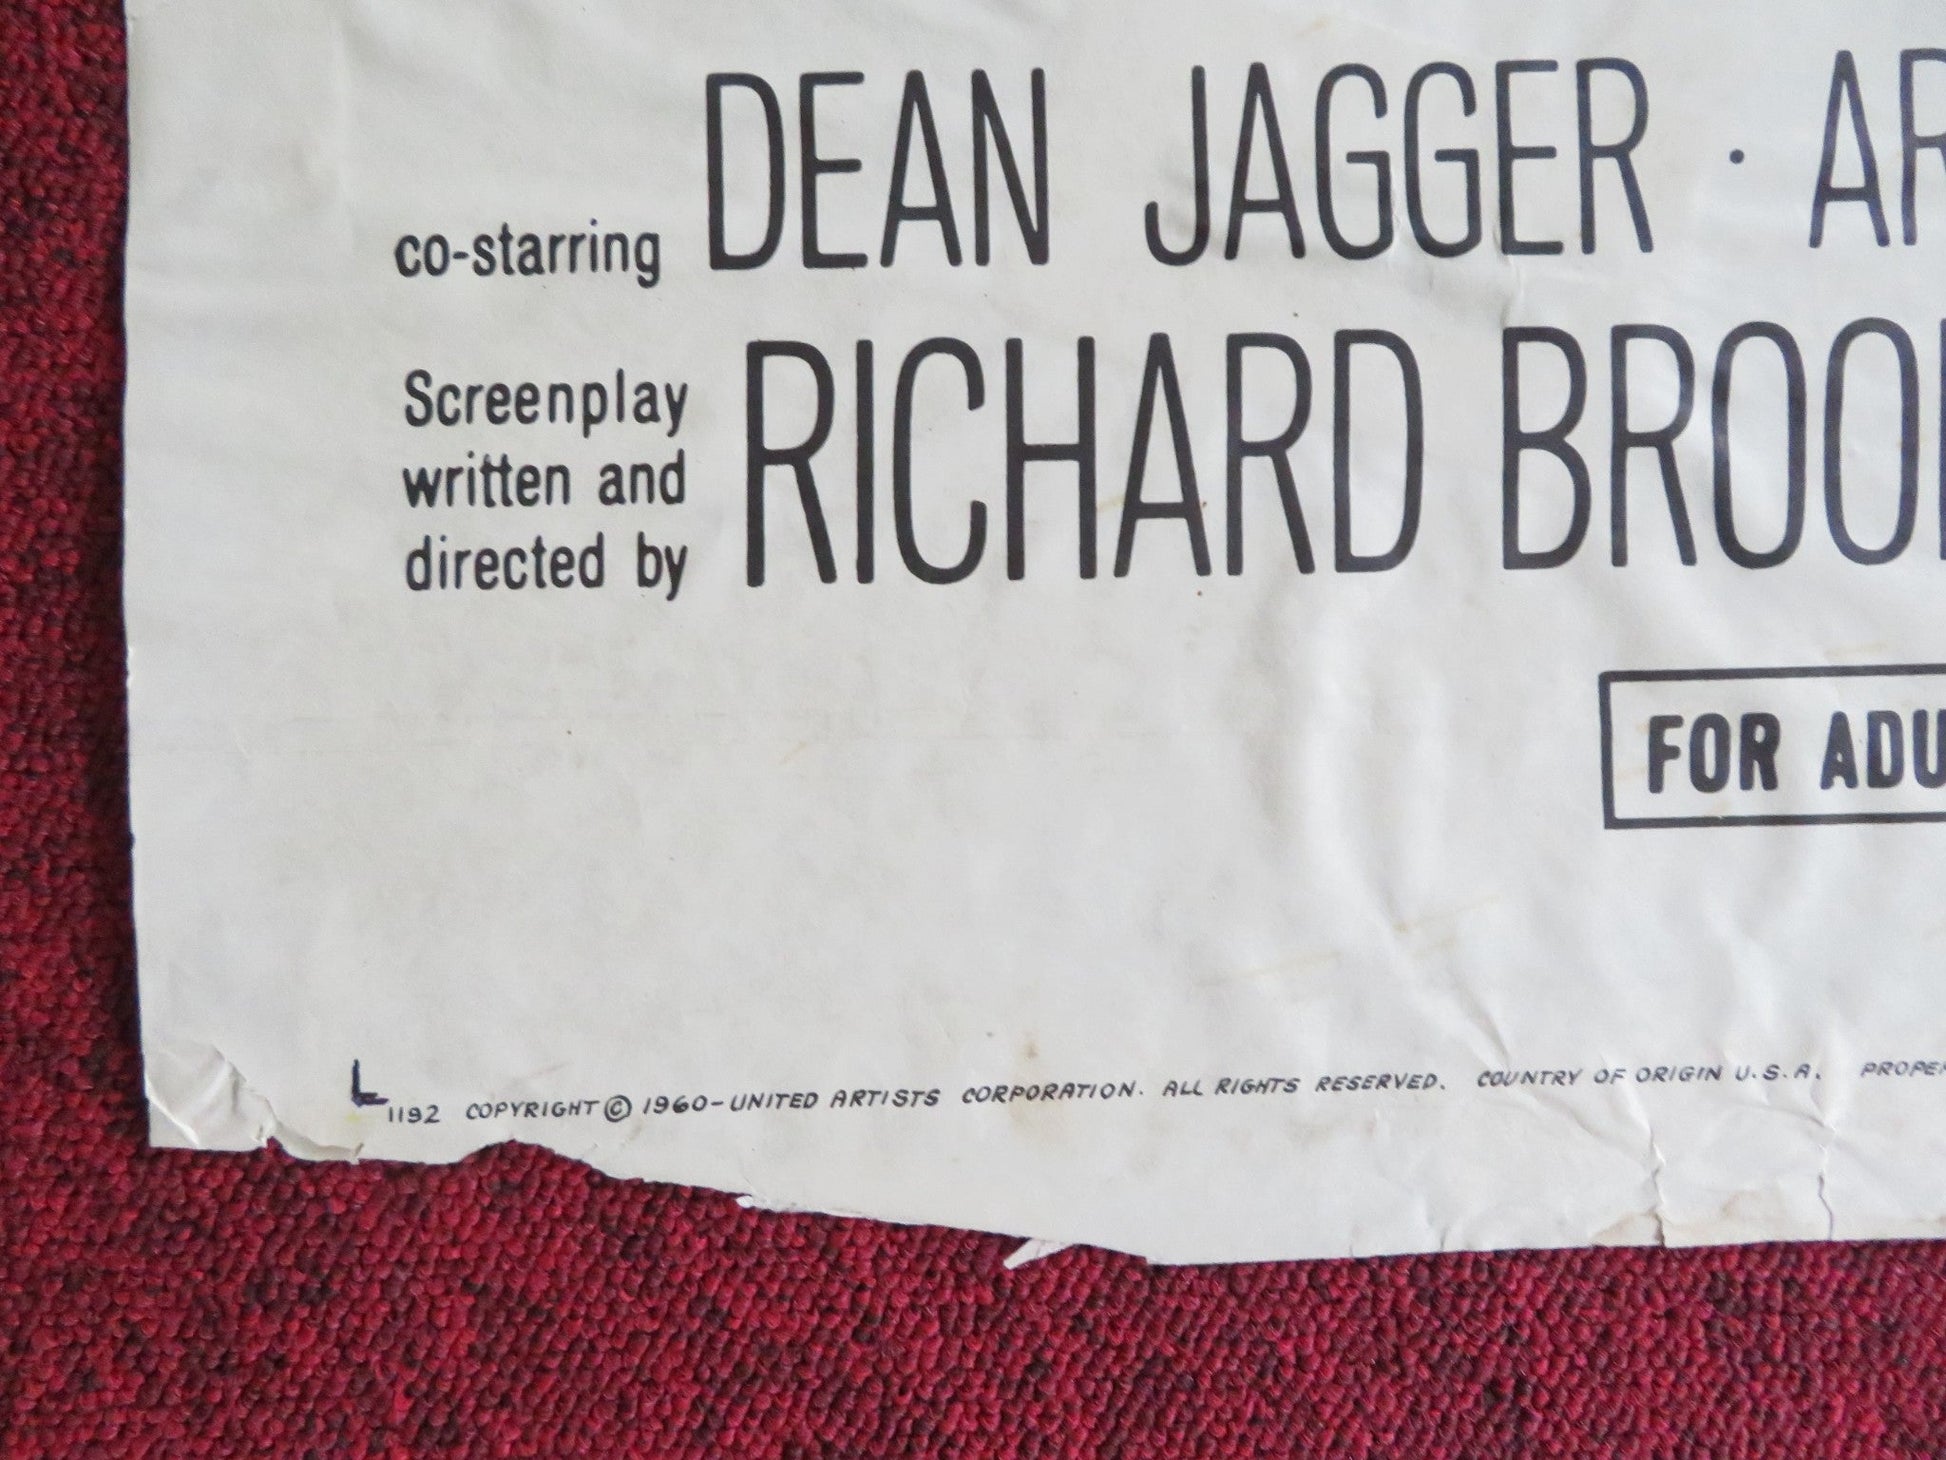 co-starring DEAN JAGGER · AR
Screenplay
written and
directed by
RICHARD BROO
FOR ADU
1192 COPYRIGHT © 1960-UNITED ARTISTS CORPORATION. ALL RIGHTS RESERVED. COUNTRY OF ORIGIN U.S.A. PROPE